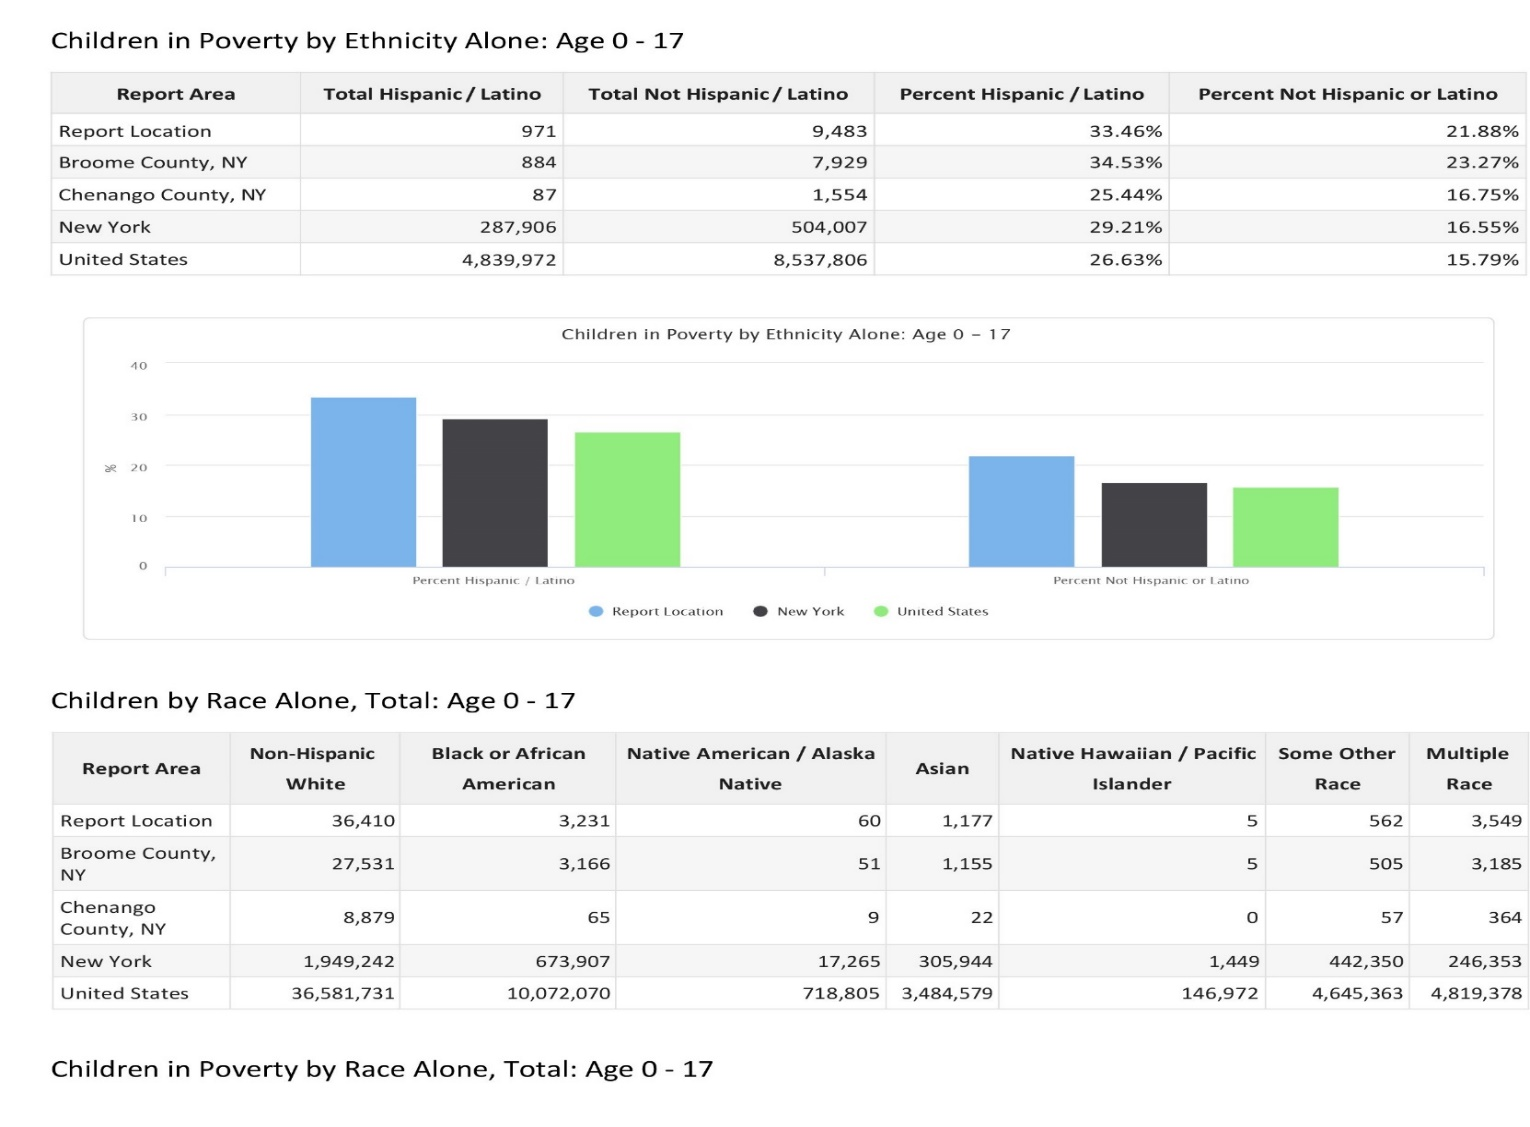 Children in Poverty by Ethnicity Alone: Age 0 - 17
Report Area Total Hispanic / Latino Total Not Hispanic / Latino Percent Hispanic / Latino Percent Not Hispanic or Latino
Report Location 971 9,483 33.46% 21.88%
Broome County, NY 884 7,929 34.53% 23.27%
Chenango County, NY 87 1,554 25.44% 16.75%
New York 287,906 504,007 29.21% 16.55%
United States 4,839,972 8,537,806 26.63% 15.79%
Children in Poverty by Ethnicity Alone: Age 0 – 17
40
30
% 20
10
0
Percent Hispanic / Latino Percent Not Hispanic or Latino
Report Location New York United States
Children by Race Alone, Total: Age 0 - 17
Report Area Non-Hispanic White Black or African American Native American / Alaska Native Asian Native Hawaiian / Pacific Islander Some Other Race Multiple Race
Report Location 36,410 3,231 60 1,177 5 562 3,549
Broome County, NY 27,531 3,166 51 1,155 5 505 3,185
Chenango County, NY 8,879 65 9 22 0 57 364
New York 1,949,242 673,907 17,265 305,944 1,449 442,350 246,353
United States 36,581,731 10,072,070 718,805 3,484,579 146,972 4,645,363 4,819,378
Children in Poverty by Race Alone, Total: Age 0 - 17